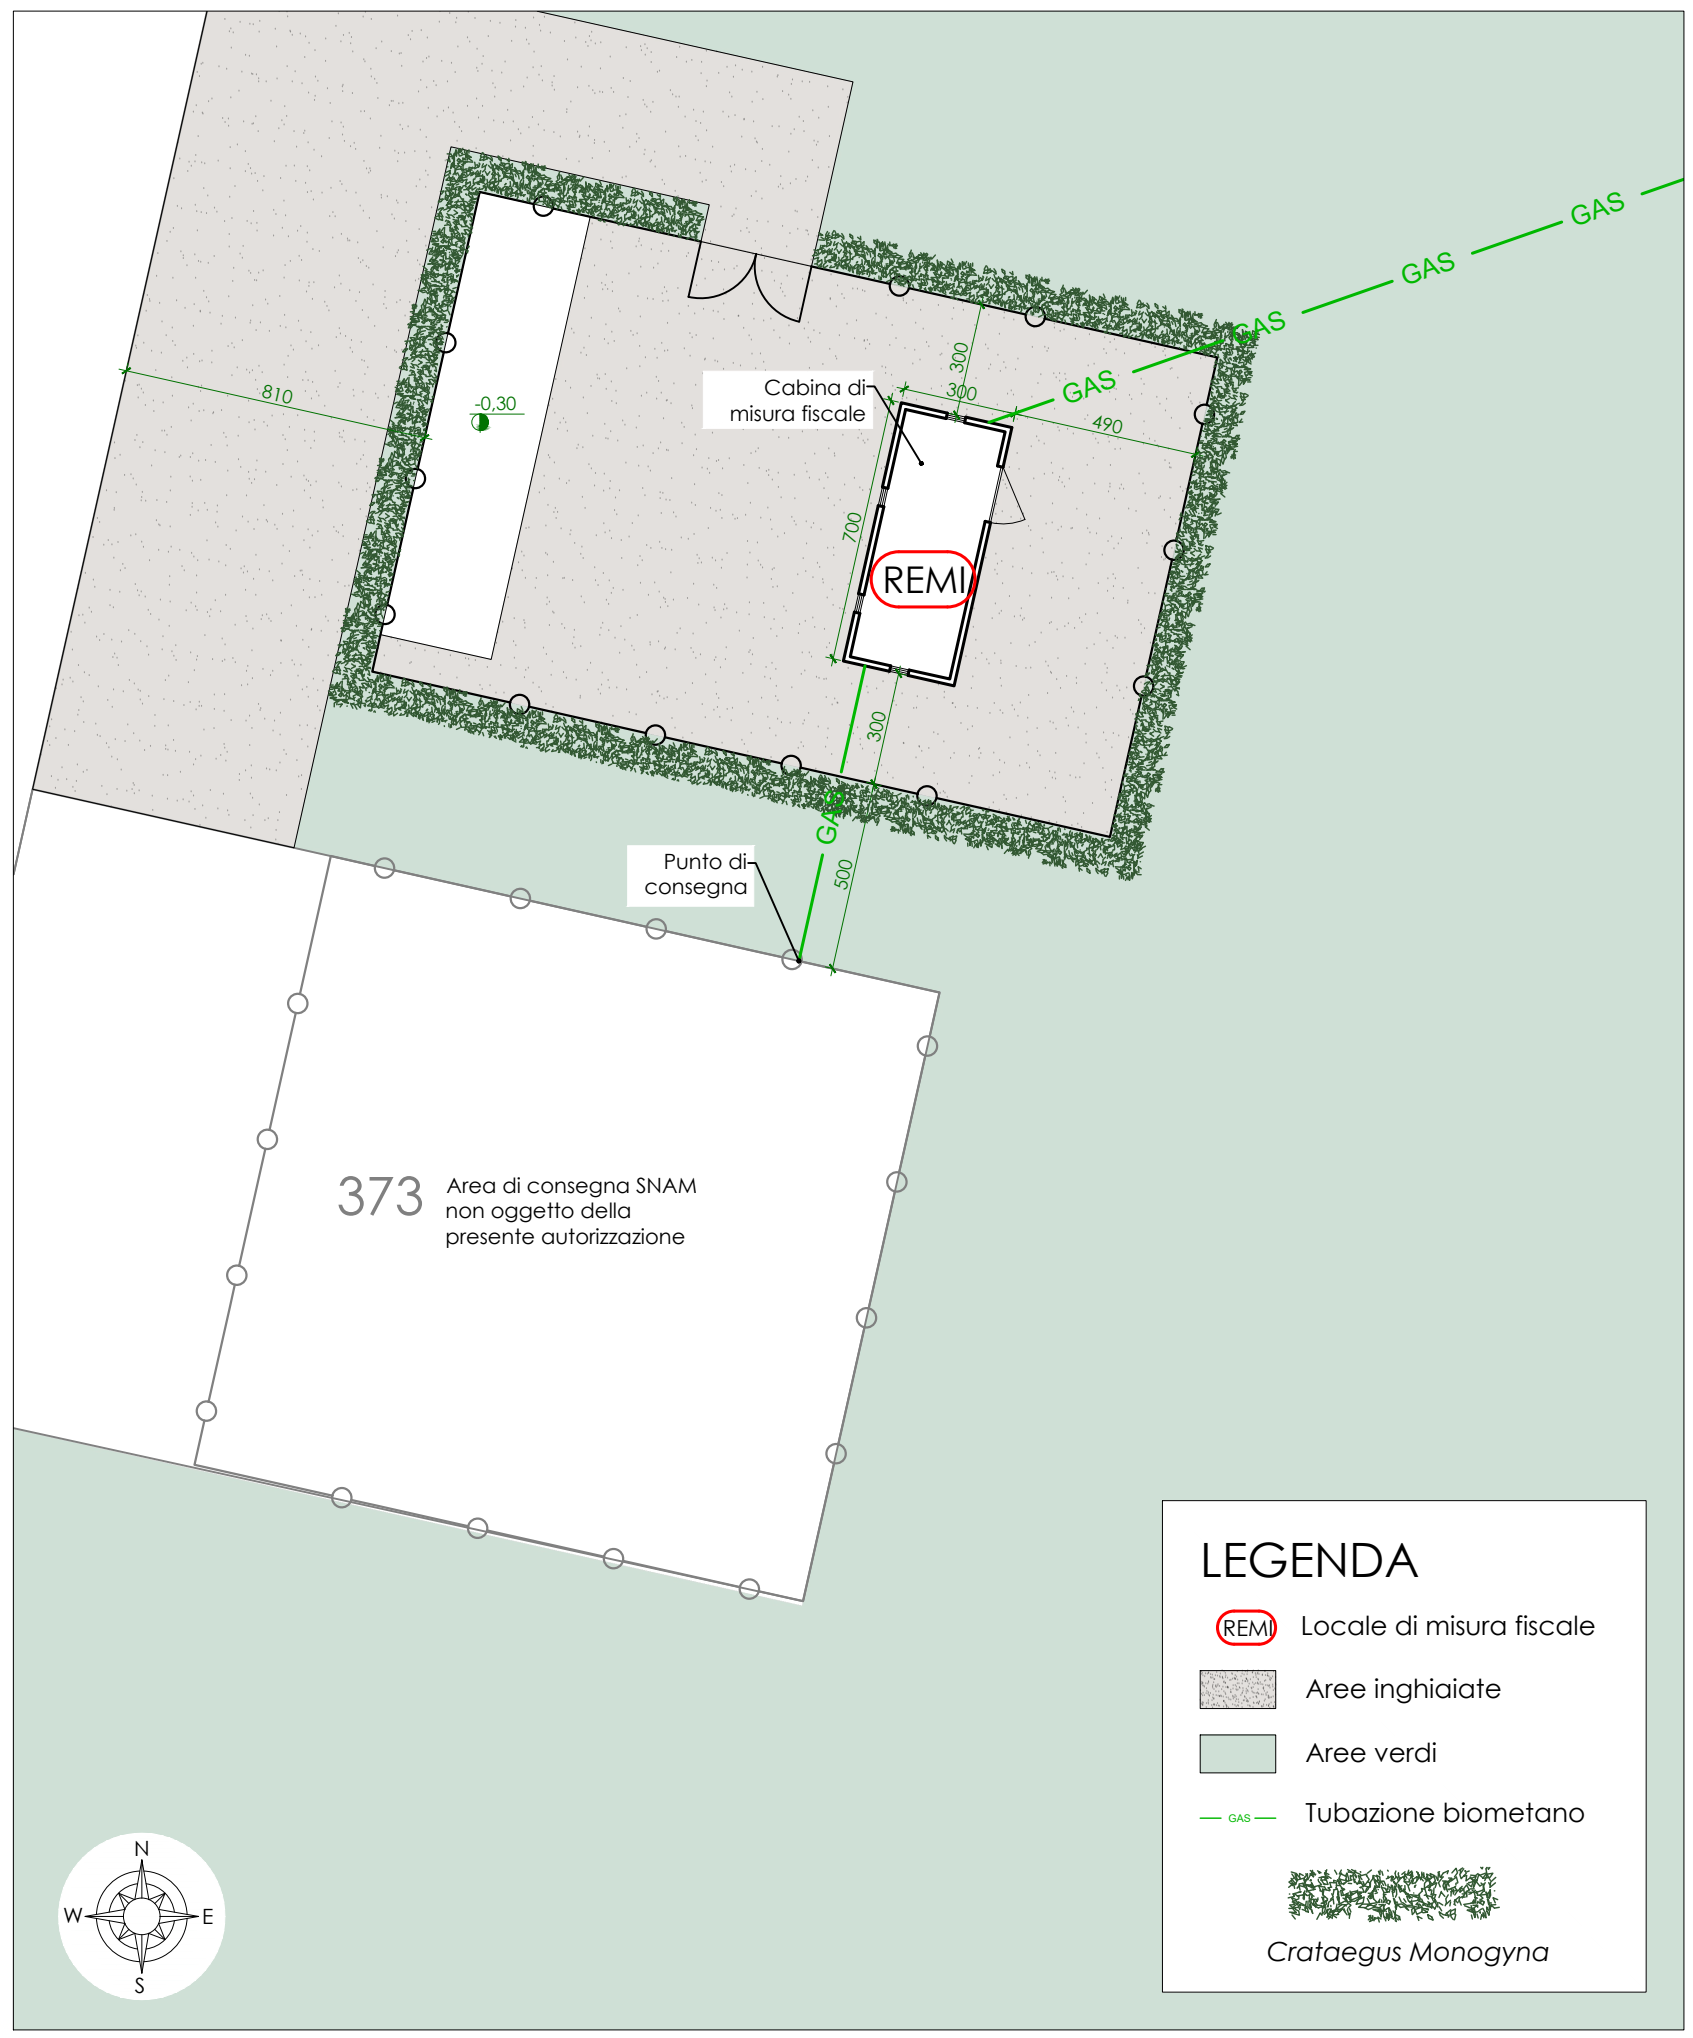 GAS
GAS
GAS
GAS
300
Cabina di
misura fiscale
300
810
-0,30
490
700
REMI
300
GAS
Punto di
consegna
500
373
Area di consegna SNAM
non oggetto della
presente autorizzazione
LEGENDA
REMI Locale di misura fiscale
Aree inghiaiate
Aree verdi
GAS Tubazione biometano
Crataegus Monogyna
N
W E
S